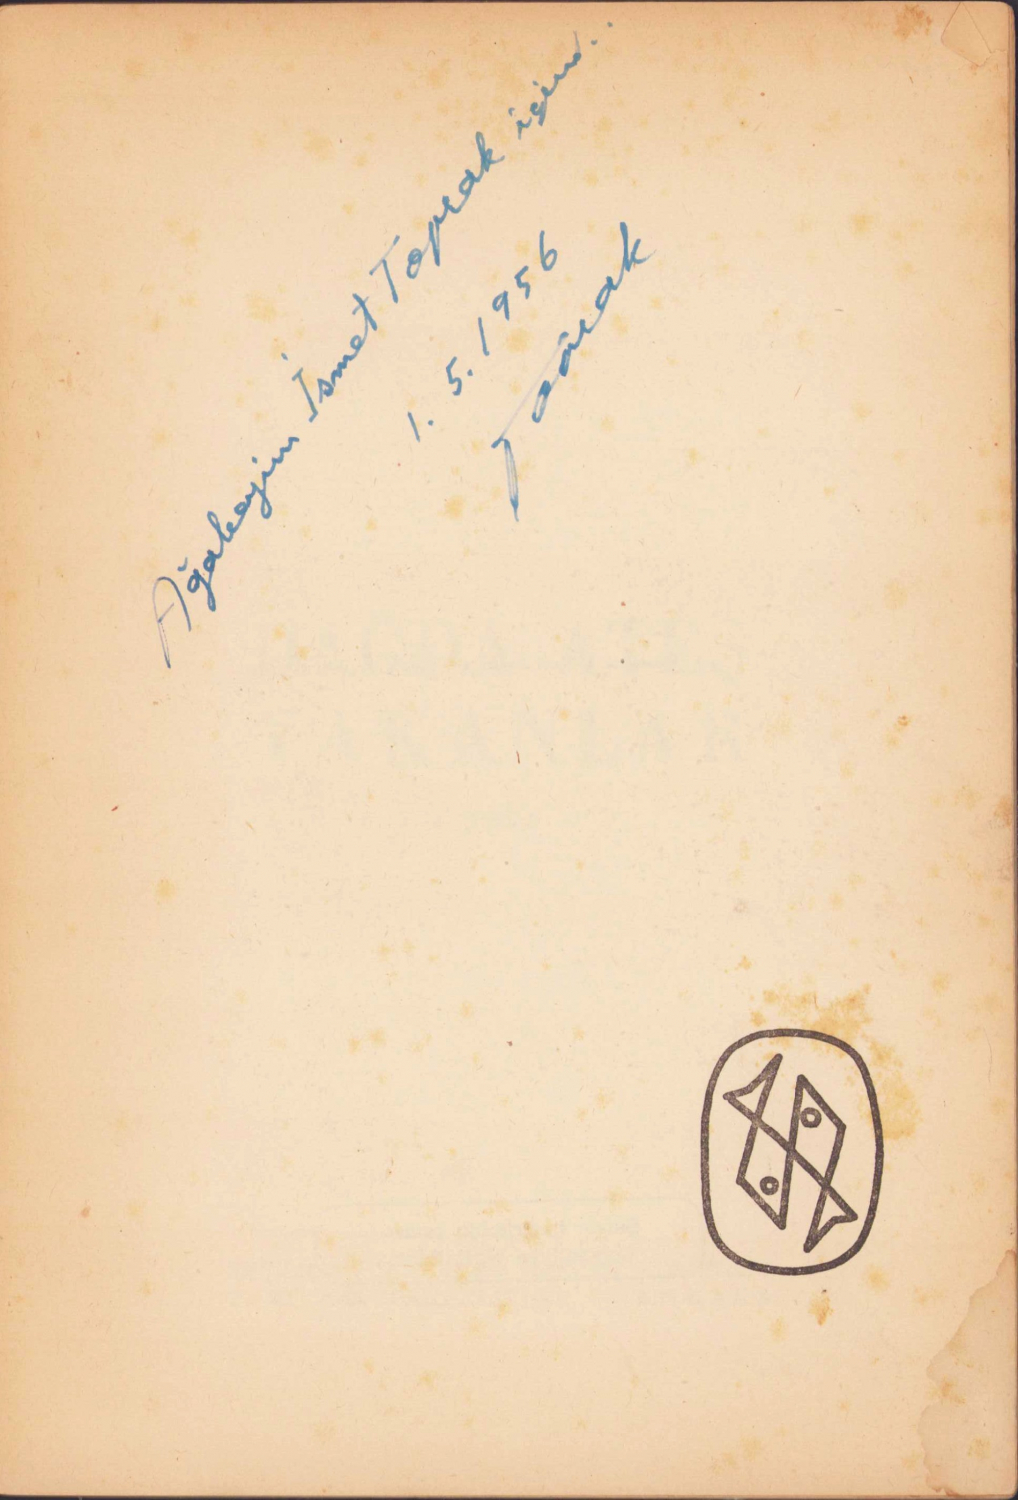 Ağabeyim İsmet Toprak için..
1.5.1956
Toprak